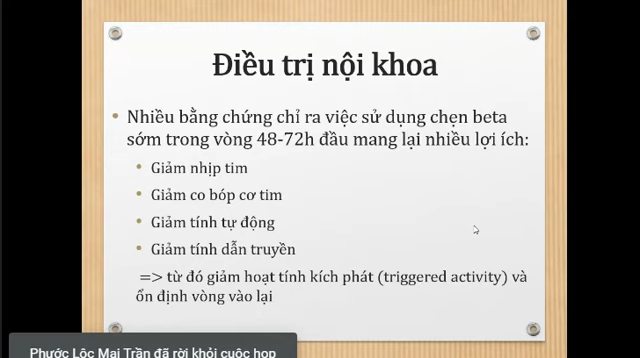 Điều trị nội khoa
Nhiều bằng chứng chỉ ra việc sử dụng chẹn beta
sớm trong vòng 48-72h đầu mang lại nhiều lợi ích:
Giảm nhịp tim
Giảm co bóp cơ tim
Giảm tính tự động
Giảm tính dẫn truyền
=> từ đó giảm hoạt tính kích phát (triggered activity) và
ổn định vòng vào lại
Phước Lộc Mai Trần đã rời khỏi cuộc họp